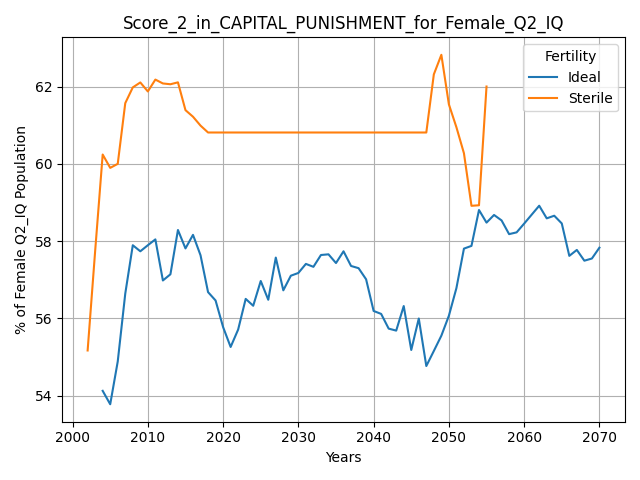 Score_2_in_CAPITAL_PUNISHMENT_for_Female_Q2_IQ
Fertility
Ideal
Sterile
% of Female Q2_IQ Population
62
60
58
56
54
2000 2010 2020 2030 2040 2050 2060 2070
Years